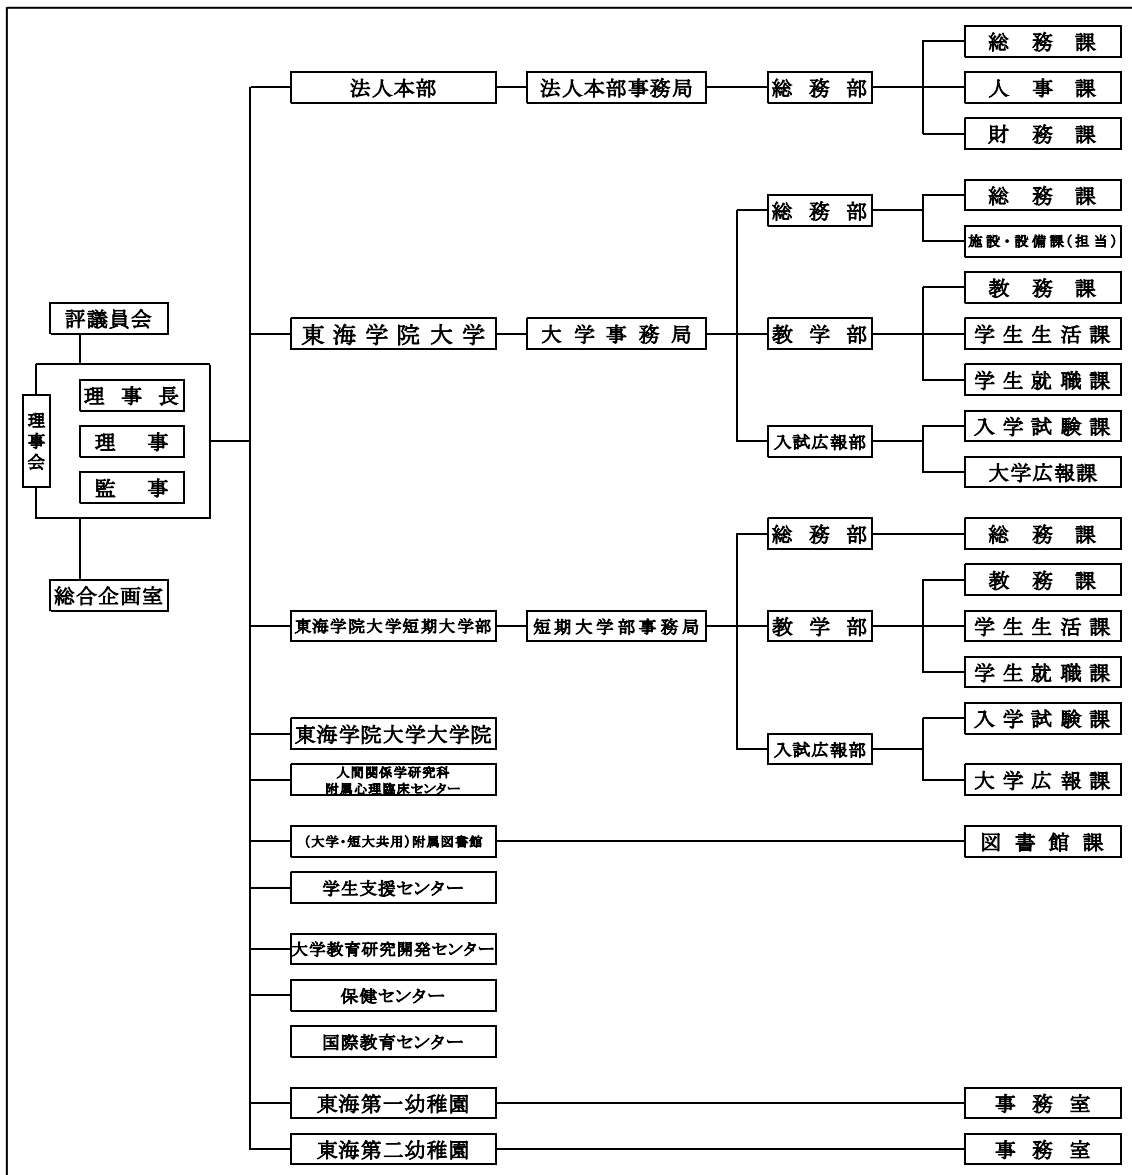 評議員会
理事会
理事長
理事
監事
総合企画室
法人本部
法人本部事務局
総務部
総務課
人事課
財務課
東海学院大学
大学事務局
総務部
総務課
施設・設備課(担当)
教学部
教務課
学生生活課
学生就職課
入試広報部
入学試験課
大学広報課
東海学院大学短期大学部
短期大学部事務局
総務部
総務課
教学部
教務課
学生生活課
学生就職課
入試広報部
入学試験課
大学広報課
東海学院大学大学院
人間関係学研究科
附属心理臨床センター
(大学・短大共用)附属図書館
図書館課
学生支援センター
大学教育研究開発センター
保健センター
国際教育センター
東海第一幼稚園
事務室
東海第二幼稚園
事務室